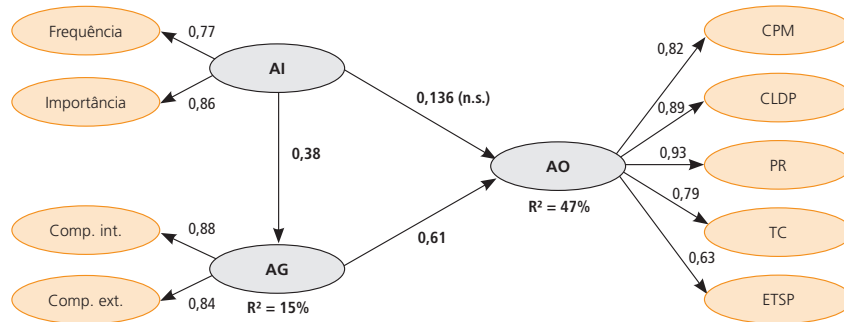 Frequência
0,77
AI
Importância
0,86
0,136 (n.s.)
0,38
Comp. int.
0,88
AG
Comp. ext.
0,84
R² = 15%
0,61
AO
R² = 47%
0,82
CPM
0,89
CLDP
0,93
PR
0,79
TC
0,63
ETSP